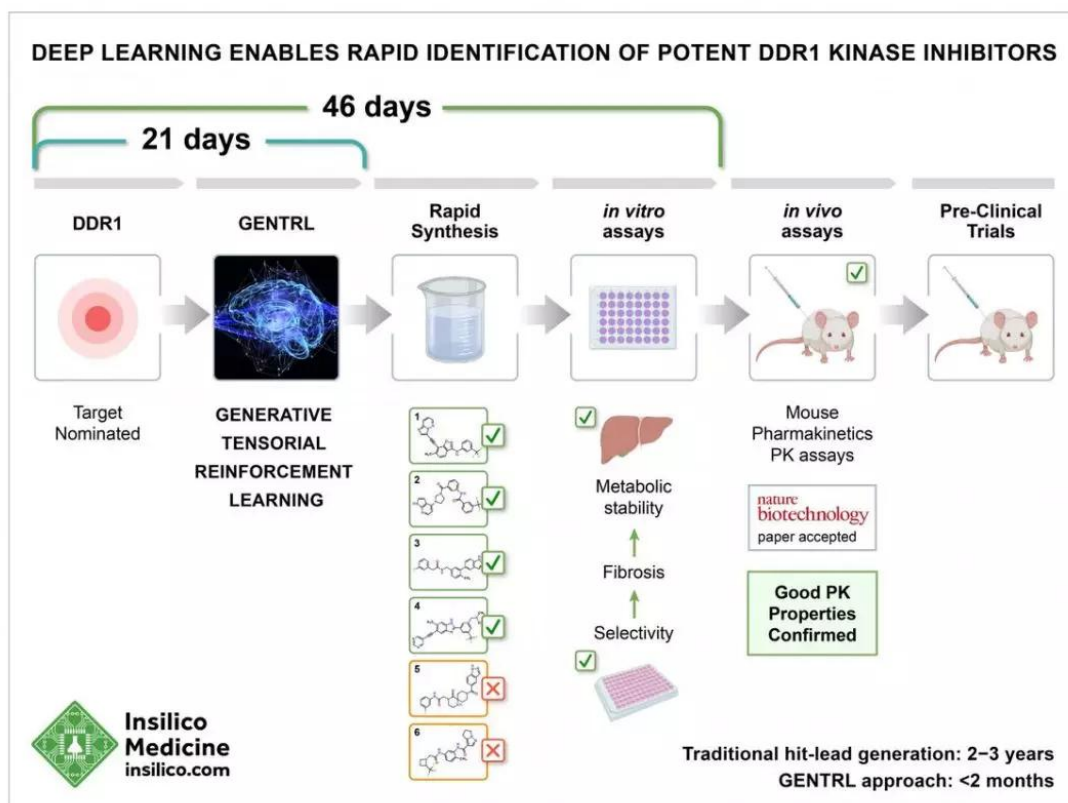 DEEP LEARNING ENABLES RAPID IDENTIFICATION OF POTENT DDR1 KINASE INHIBITORS
46 days
21 days
DDR1
GENTRL
Rapid
Synthesis
in vitro
assays
in vivo
assays
Pre-Clinical
Trials
Target
Nominated
GENERATIVE
TENSORIAL
REINFORCEMENT
LEARNING
1
2
3
4
5
6
Metabolic
stability
Fibrosis
Selectivity
Mouse
Pharmakinetics
PK assays
nature
biotechnology
paper accepted
Good PK
Properties
Confirmed
Insilico
Medicine
insilico.com
Traditional hit-lead generation: 2–3 years
GENTRL approach: <2 months